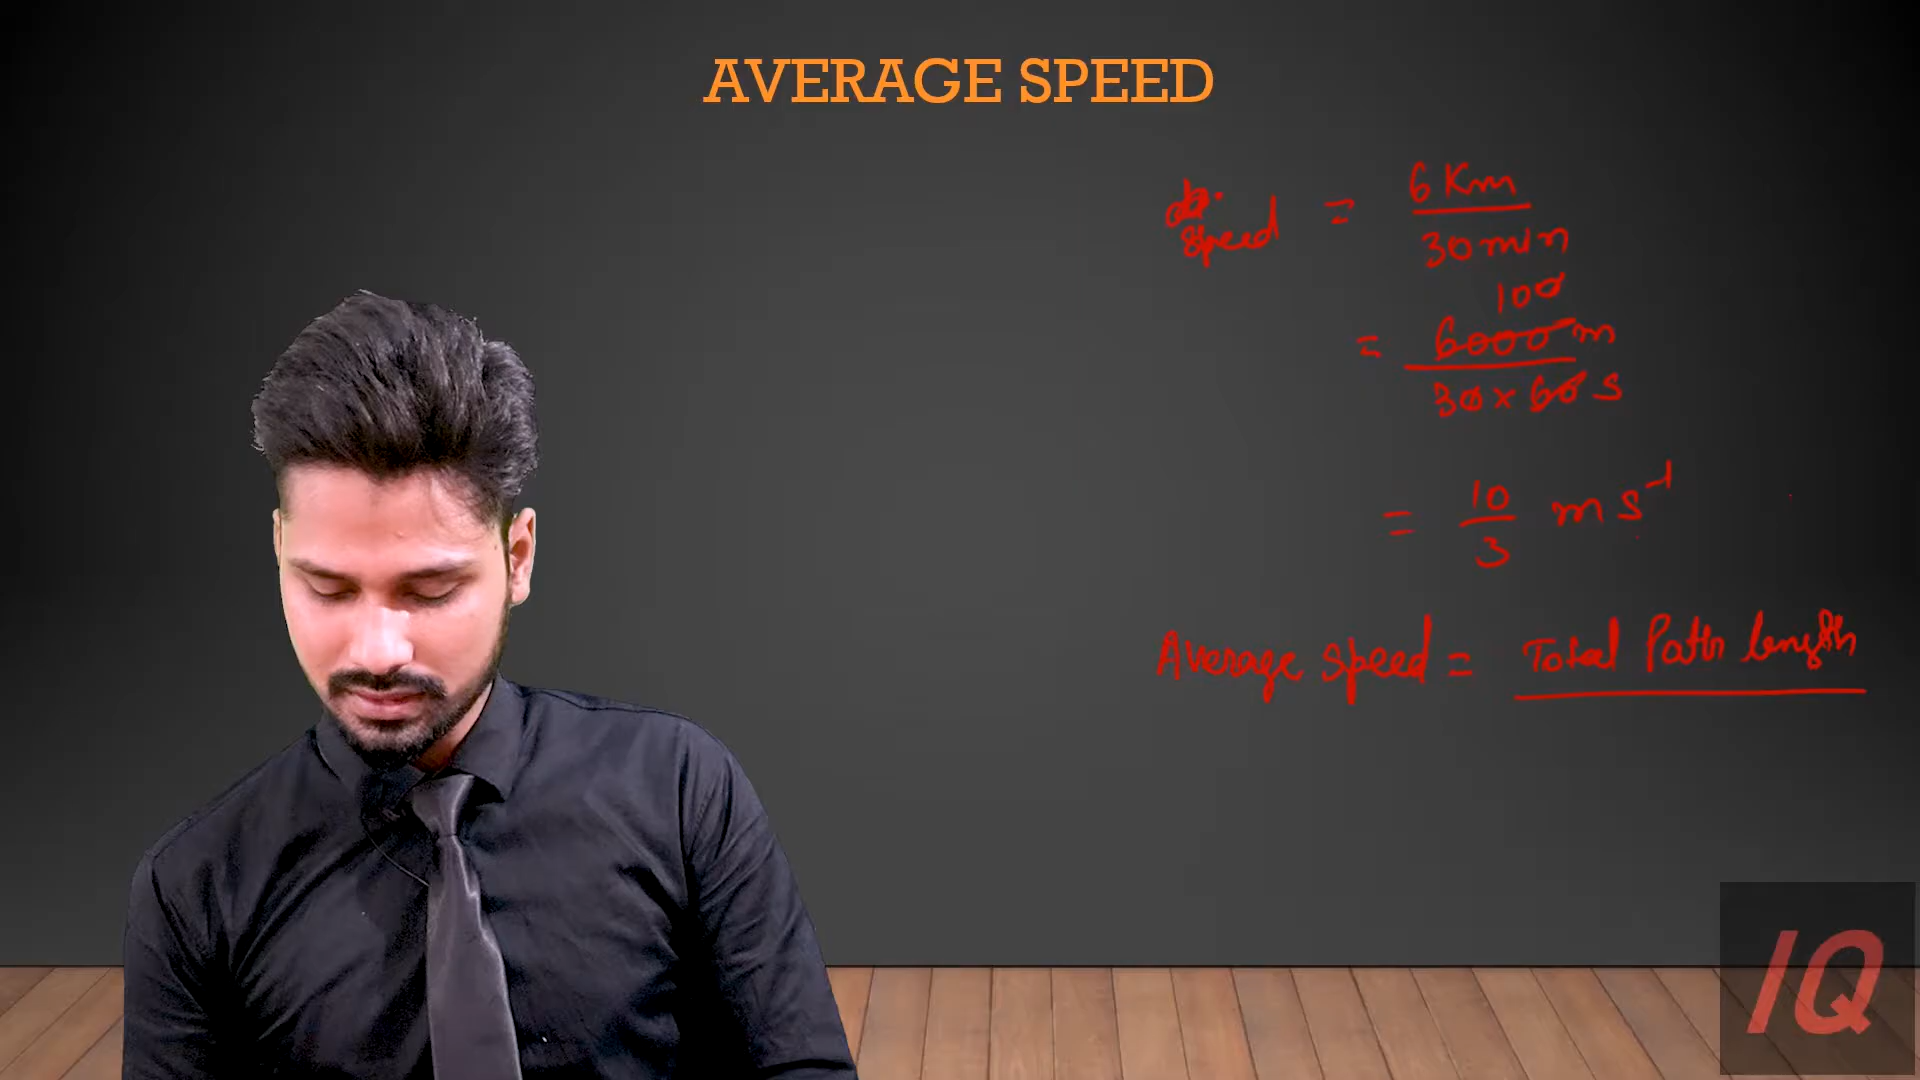 AVERAGE SPEED
Speed = 6 Km
30 min
100
= 6000 m
30 × 60 s
= 10 m s⁻¹
3
Average speed = Total Path length
IQ